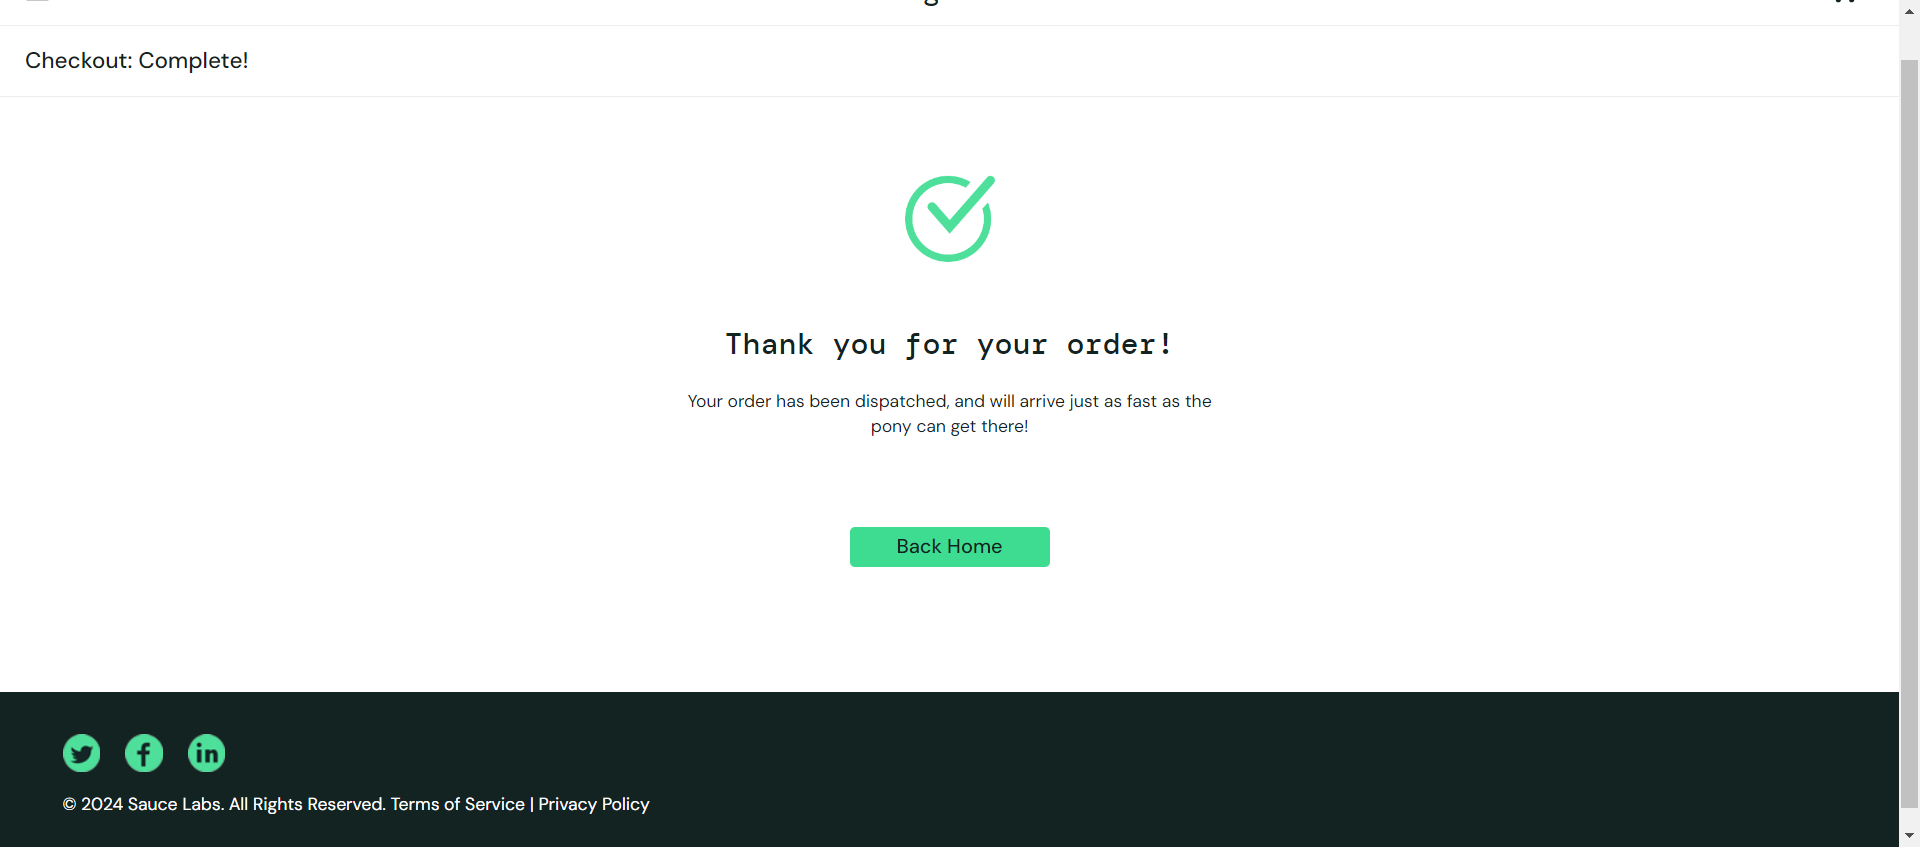 Checkout: Complete!
Thank you for your order!
Your order has been dispatched, and will arrive just as fast as the
pony can get there!
Back Home
© 2024 Sauce Labs. All Rights Reserved. Terms of Service | Privacy Policy